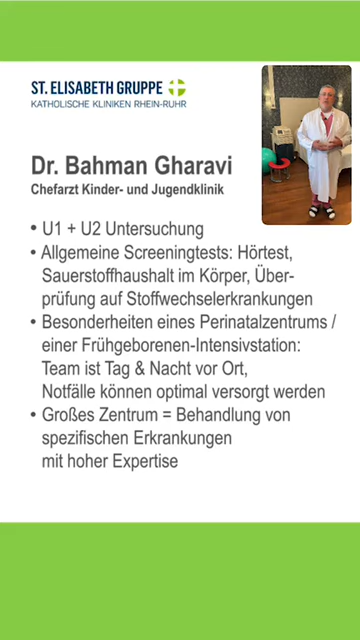 ST. ELISABETH GRUPPE
KATHOLISCHE KLINIKEN RHEIN-RUHR
Dr. Bahman Gharavi
Chefarzt Kinder- und Jugendklinik
• U1 + U2 Untersuchung
• Allgemeine Screeningtests: Hörtest,
Sauerstoffhaushalt im Körper, Über-
prüfung auf Stoffwechselerkrankungen
• Besonderheiten eines Perinatalzentrums /
einer Frühgeborenen-Intensivstation:
Team ist Tag & Nacht vor Ort,
Notfälle können optimal versorgt werden
• Großes Zentrum = Behandlung von
spezifischen Erkrankungen
mit hoher Expertise